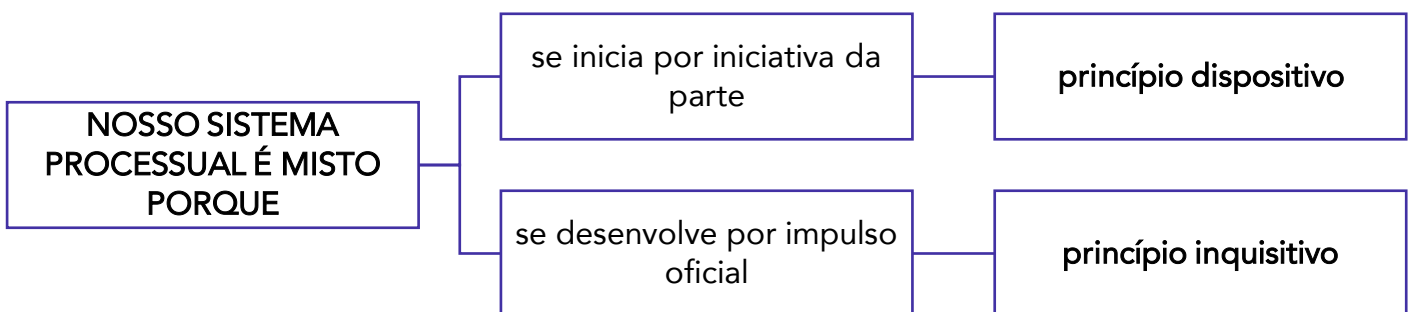 NOSSO SISTEMA
PROCESSUAL É MISTO
PORQUE
se inicia por iniciativa da
parte
princípio dispositivo
se desenvolve por impulso
oficial
princípio inquisitivo